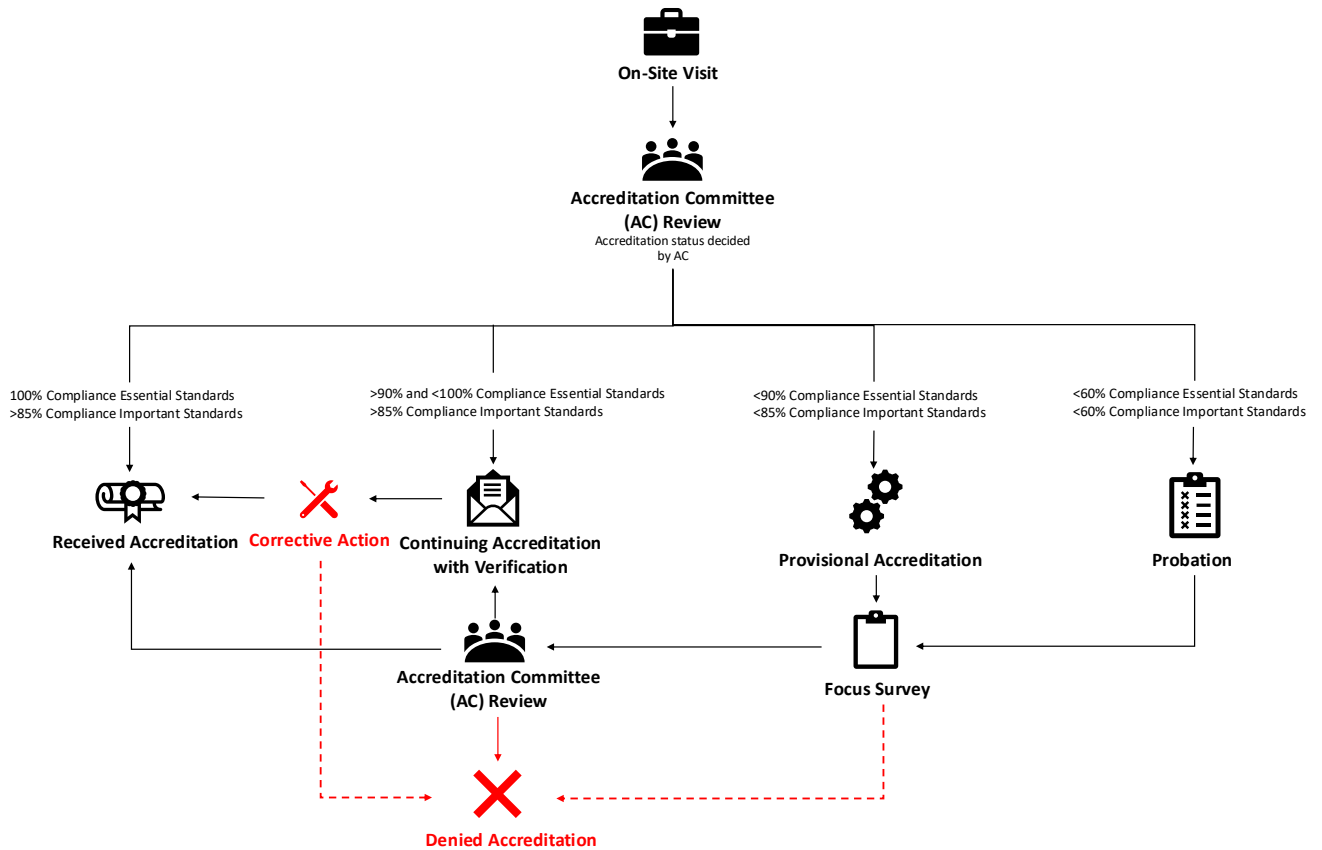 On-Site Visit
Accreditation Committee
(AC) Review
Accreditation status decided
by AC
100% Compliance Essential Standards
>85% Compliance Important Standards
>90% and <100% Compliance Essential Standards
>85% Compliance Important Standards
<90% Compliance Essential Standards
<85% Compliance Important Standards
<60% Compliance Essential Standards
<60% Compliance Important Standards
Received Accreditation
Corrective Action
Continuing Accreditation
with Verification
Provisional Accreditation
Probation
Accreditation Committee
(AC) Review
Focus Survey
Denied Accreditation